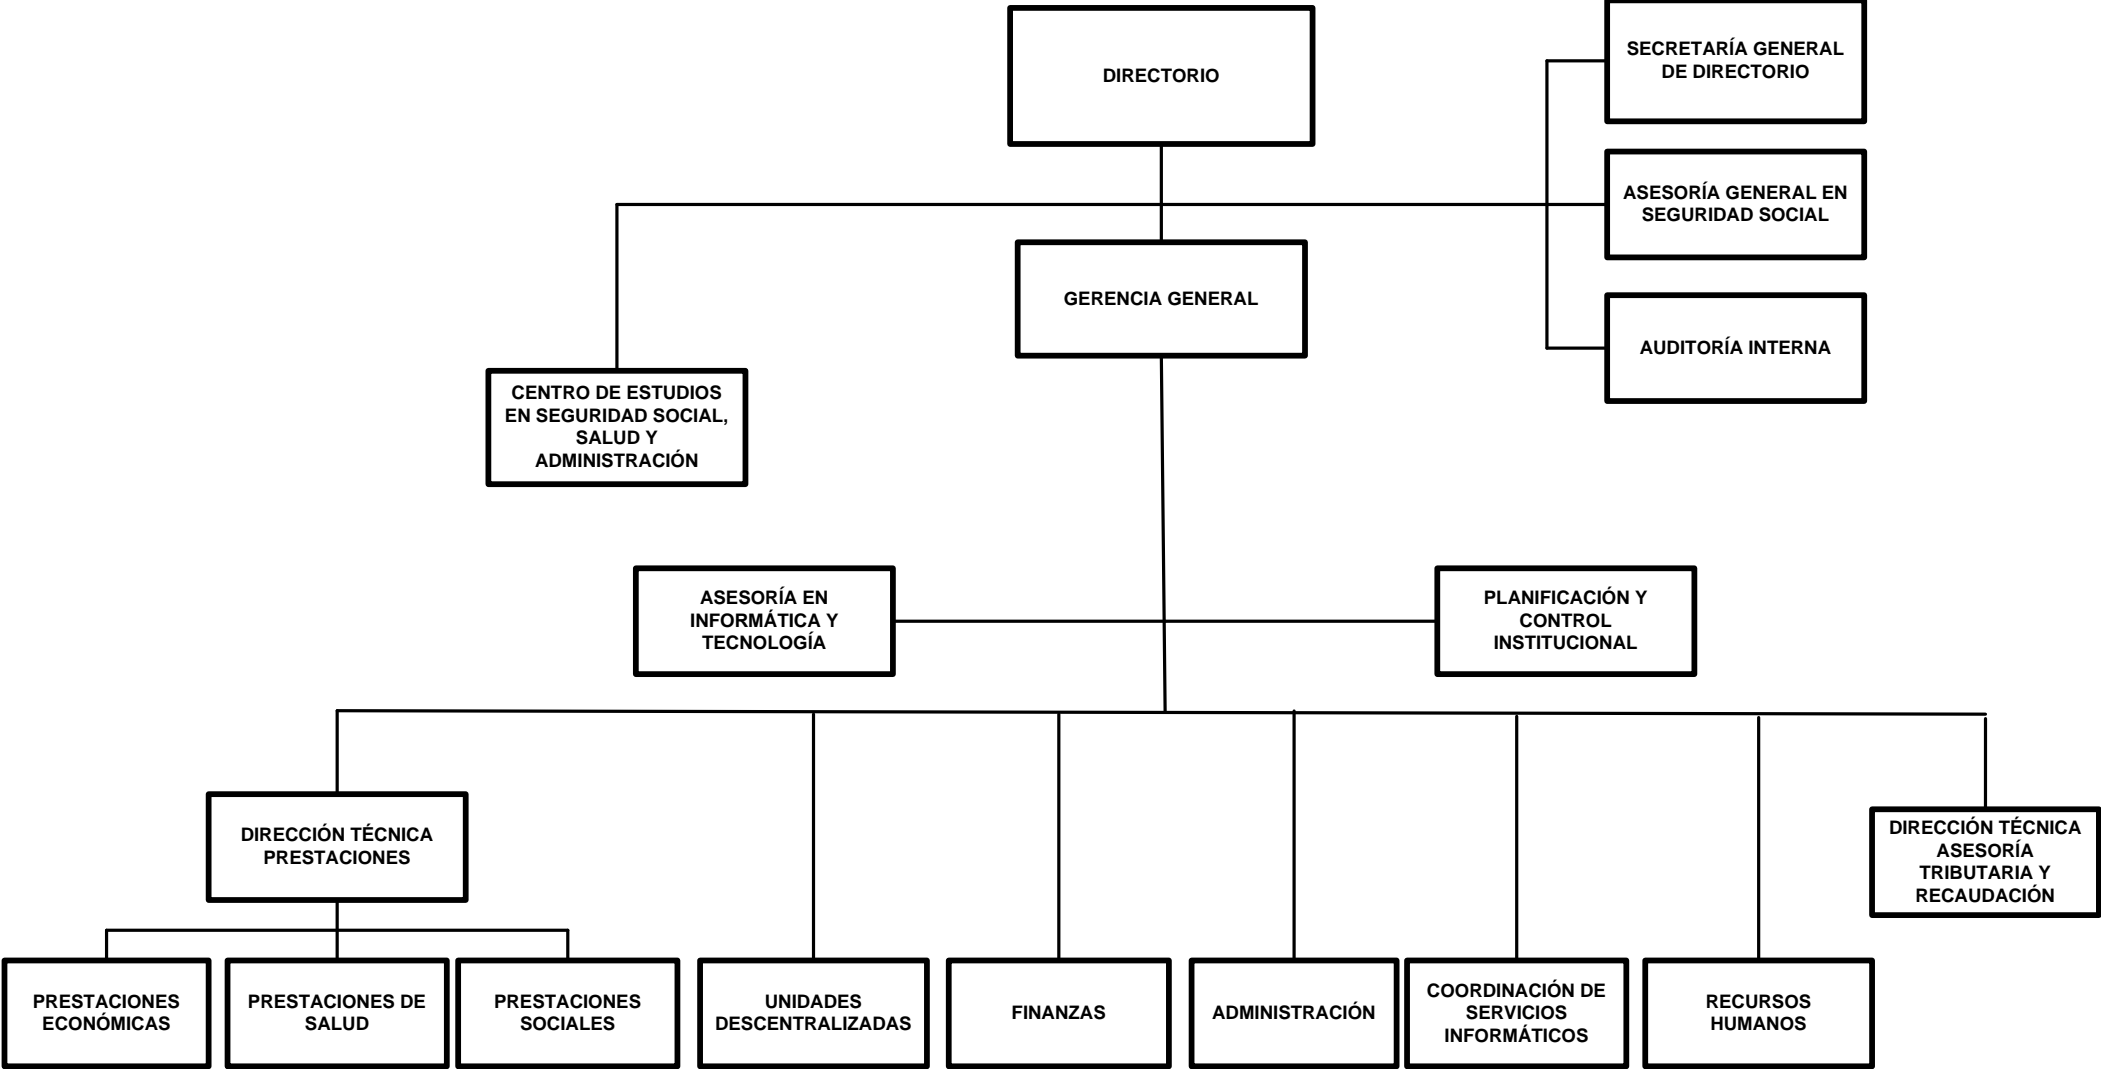 DIRECTORIO
SECRETARÍA GENERAL
DE DIRECTORIO
ASESORÍA GENERAL EN
SEGURIDAD SOCIAL
GERENCIA GENERAL
AUDITORÍA INTERNA
CENTRO DE ESTUDIOS
EN SEGURIDAD SOCIAL,
SALUD Y
ADMINISTRACIÓN
ASESORÍA EN
INFORMÁTICA Y
TECNOLOGÍA
PLANIFICACIÓN Y
CONTROL
INSTITUCIONAL
DIRECCIÓN TÉCNICA
PRESTACIONES
DIRECCIÓN TÉCNICA
ASESORÍA
TRIBUTARIA Y
RECAUDACIÓN
PRESTACIONES
ECONÓMICAS
PRESTACIONES DE
SALUD
PRESTACIONES
SOCIALES
UNIDADES
DESCENTRALIZADAS
FINANZAS
ADMINISTRACIÓN
COORDINACIÓN DE
SERVICIOS
INFORMÁTICOS
RECURSOS
HUMANOS